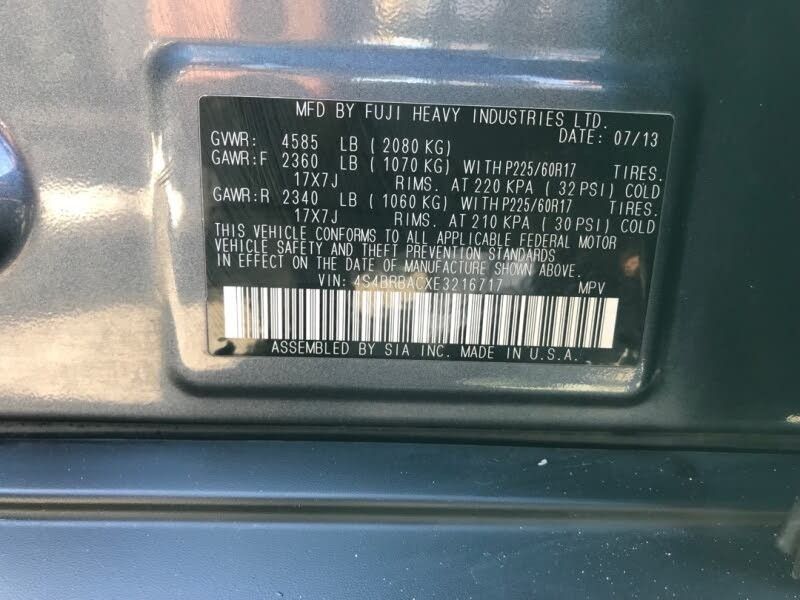 MFD BY FUJI HEAVY INDUSTRIES LTD.
DATE: 07/13
GVWR: 4585 LB ( 2080 KG)
GAWR:F 2360 LB ( 1070 KG) WITH P225/60R17 TIRES.
17X7J RIMS. AT 220 KPA ( 32 PSI) COLD
GAWR:R 2340 LB ( 1060 KG) WITH P225/60R17 TIRES.
17X7J RIMS. AT 210 KPA ( 30 PSI) COLD
THIS VEHICLE CONFORMS TO ALL APPLICABLE FEDERAL MOTOR
VEHICLE SAFETY AND THEFT PREVENTION STANDARDS
IN EFFECT ON THE DATE OF MANUFACTURE SHOWN ABOVE.
VIN: 4S4BRBACXE3216717 MPV
ASSEMBLED BY SIA INC. MADE IN U.S.A.